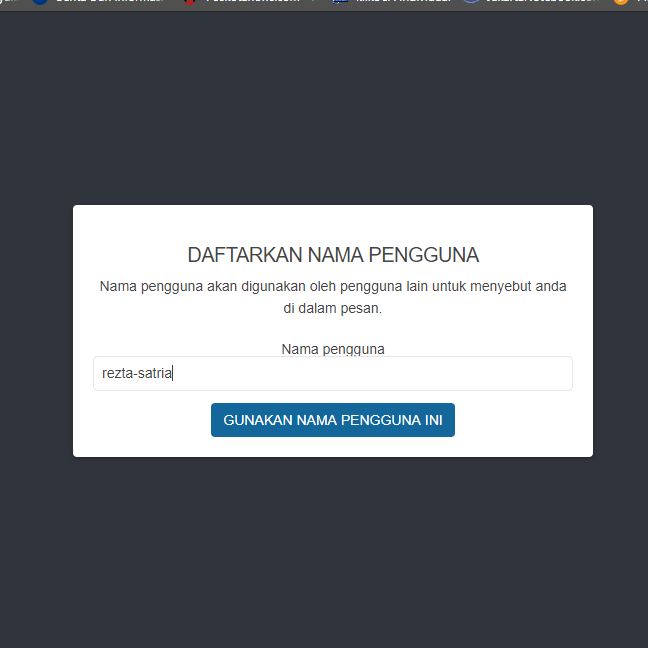 DAFTARKAN NAMA PENGGUNA
Nama pengguna akan digunakan oleh pengguna lain untuk menyebut anda
di dalam pesan.
Nama pengguna
rezta-satria
GUNAKAN NAMA PENGGUNA INI